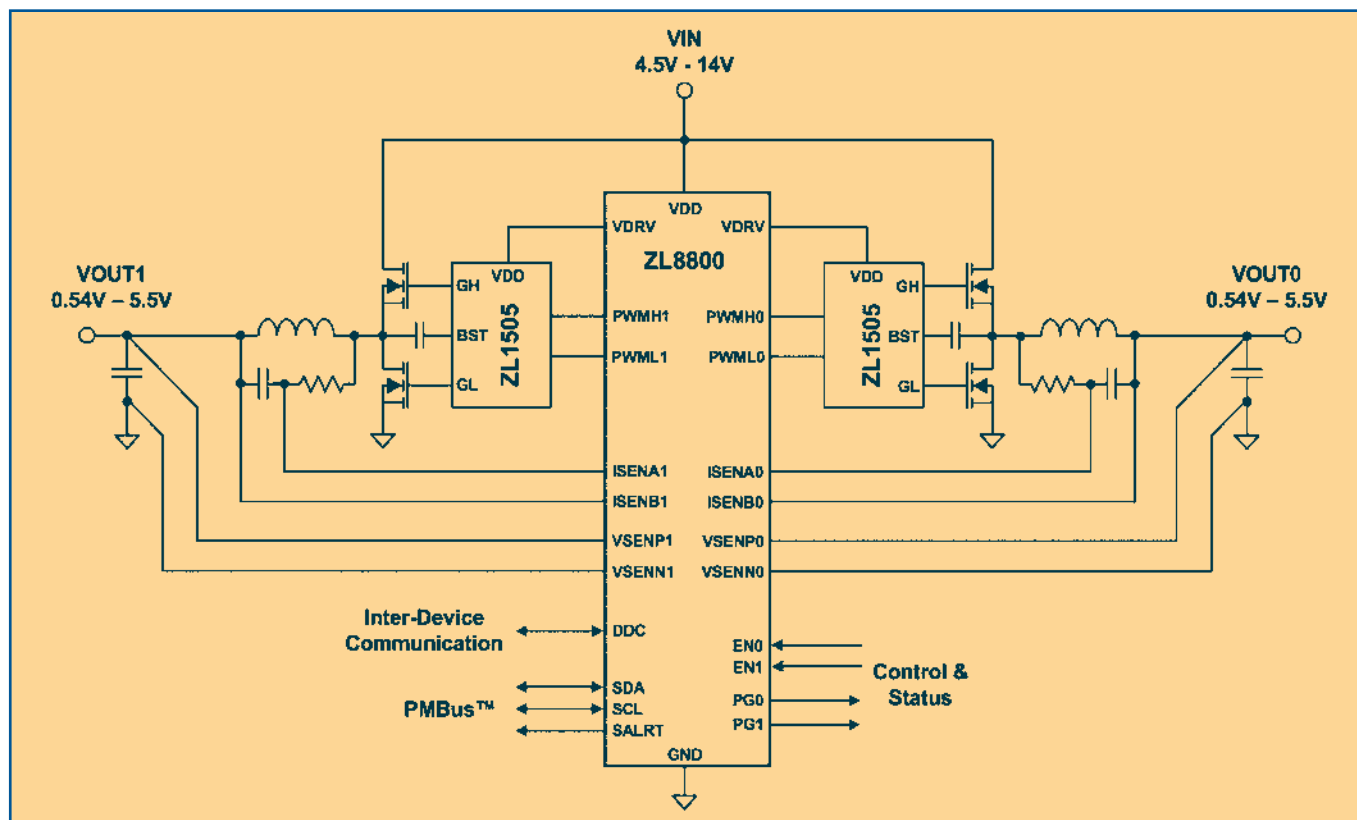 VIN
4.5V - 14V
VDD
VDRV
VDRV
ZL8800
VOUT1
0.54V – 5.5V
VDD
GH
BST
GL
ZL1505
PWMH1
PWML1
PWMH0
PWML0
VDD
GH
BST
GL
ZL1505
VOUT0
0.54V – 5.5V
ISENA1
ISENB1
VSENP1
VSENN1
ISENA0
ISENB0
VSENP0
VSENN0
Inter-Device
Communication
DDC
PMBus™
SDA
SCL
SALRT
EN0
EN1
PG0
PG1
Control &
Status
GND